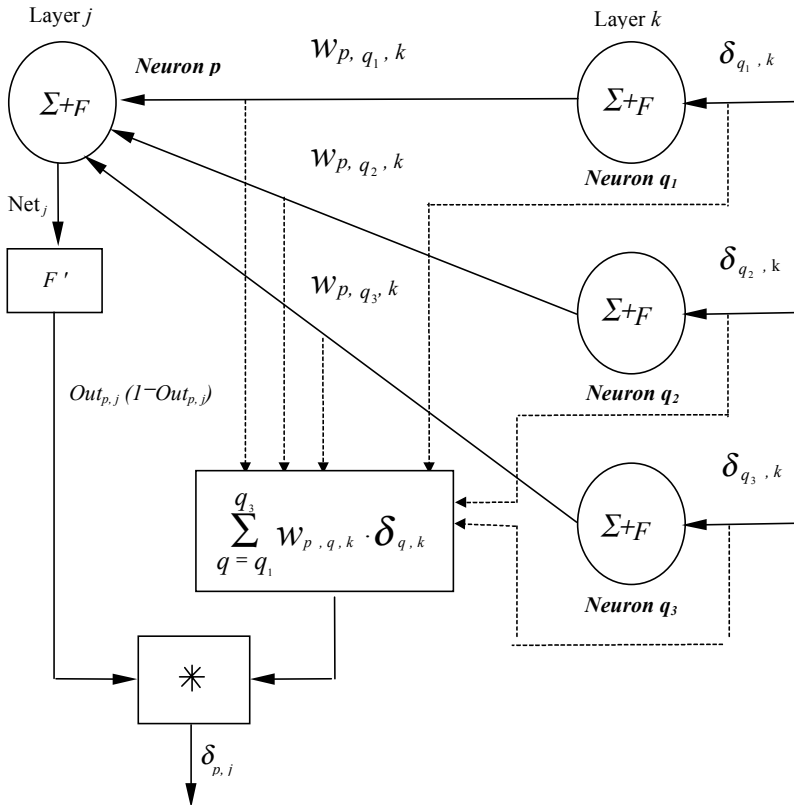 Layer j
Layer k
Neuron p
w_{p, q_1, k}
δ_{q_1, k}
Σ+F
Σ+F
w_{p, q_2, k}
Neuron q_1
Net_j
F '
w_{p, q_3, k}
δ_{q_2, k}
Σ+F
Out_{p, j} (1−Out_{p, j})
Neuron q_2
δ_{q_3, k}
\sum_{q = q_1}^{q_3} w_{p, q, k} · δ_{q, k}
Σ+F
Neuron q_3
*
δ_{p, j}